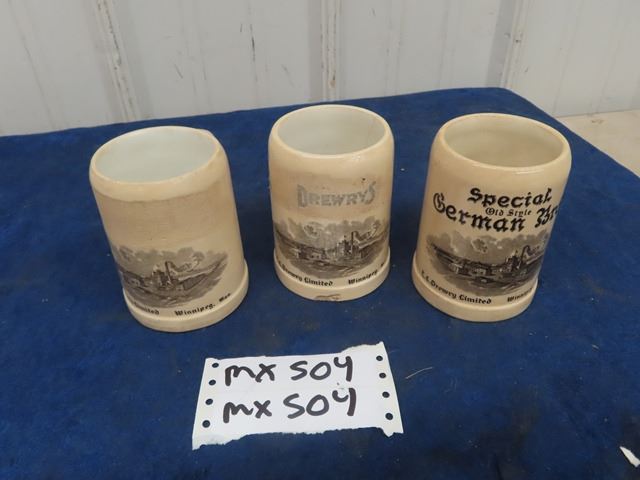 Limited Winnipeg, Man
DREWRYS
E.L. Drewry Limited Winnipeg,
Special
Old Style
German
E.L. Drewry Limited
MX 504
MX 504